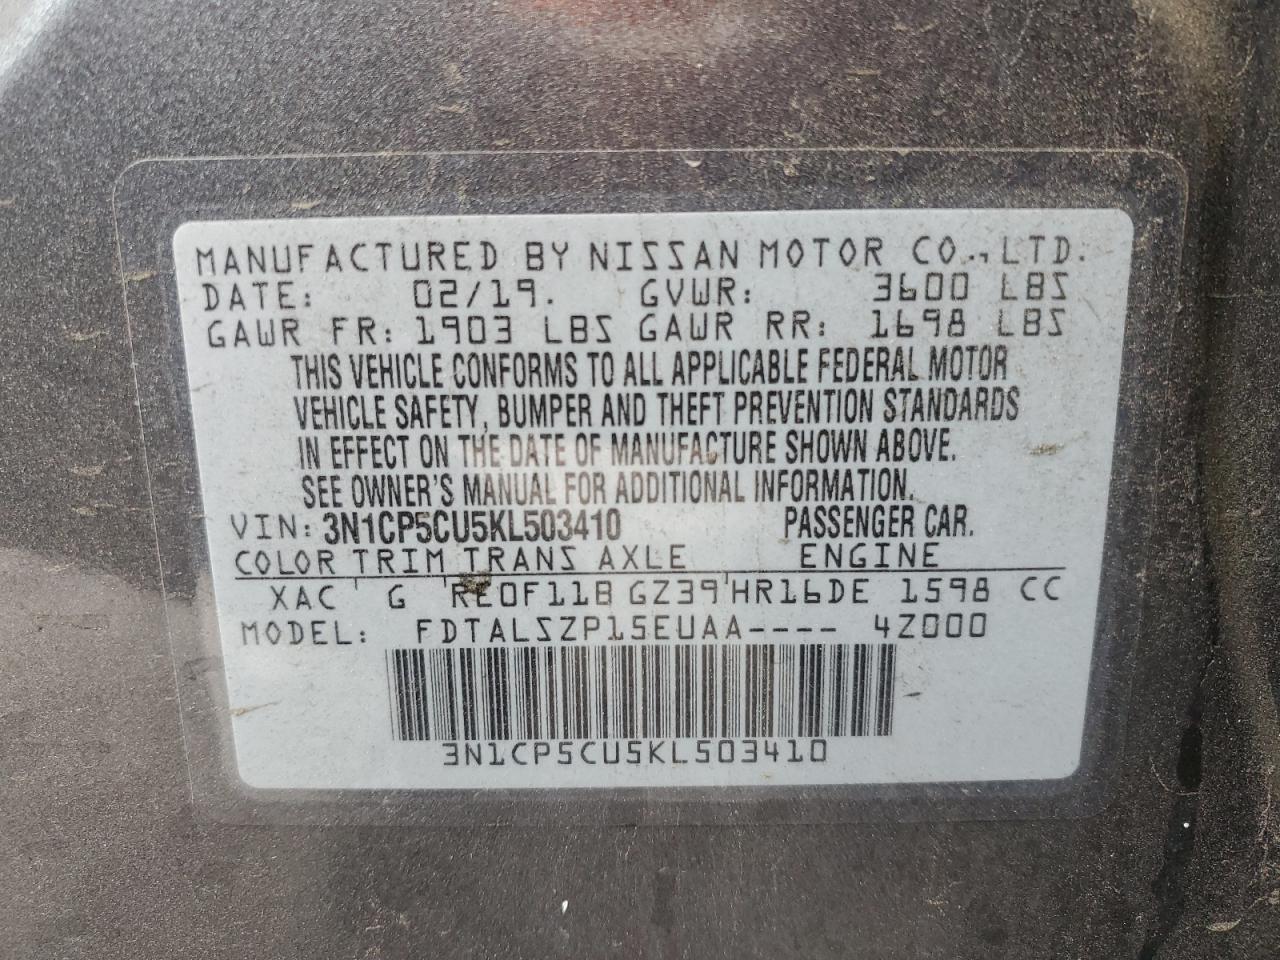 MANUFACTURED BY NISSAN MOTOR CO., LTD.
DATE: 02/19. GVWR: 3600 LBS
GAWR FR: 1903 LBS GAWR RR: 1698 LBS
THIS VEHICLE CONFORMS TO ALL APPLICABLE FEDERAL MOTOR
VEHICLE SAFETY, BUMPER AND THEFT PREVENTION STANDARDS
IN EFFECT ON THE DATE OF MANUFACTURE SHOWN ABOVE.
SEE OWNER'S MANUAL FOR ADDITIONAL INFORMATION.
VIN: 3N1CP5CU5KL503410 PASSENGER CAR.
COLOR TRIM TRANS AXLE ENGINE
XAC ' G ' RE0F11B GZ39 ' HR16DE 1598 CC
MODEL: FDTALSZP15EUAA---- 4Z000
3N1CP5CU5KL503410